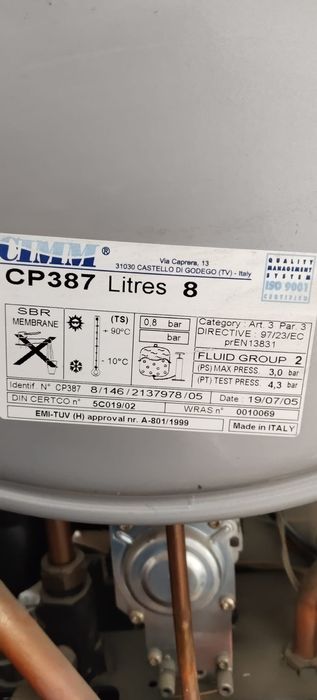 CIMM®
Via Caprera, 13
31030 CASTELLO DI GODEGO (TV) - Italy
QUALITY
MANAGEMENT
SYSTEM
ISO 9001
CERTIFIED
CP387 Litres 8
SBR
MEMBRANE
(TS)
+ 90°C
- 10°C
0,8 bar
bar
Category : Art. 3 Par. 3
DIRECTIVE : 97/23/EC
prEN13831
FLUID GROUP 2
(PS) MAX PRESS. 3,0 bar
(PT) TEST PRESS. 4,3 bar
Identif. N° CP387 8/146/2137978/05 Date : 19/07/05
DIN CERTCO n° 5C019/02 WRAS n° 0010069
EMI-TUV (H) approval nr. A-801/1999 Made in ITALY